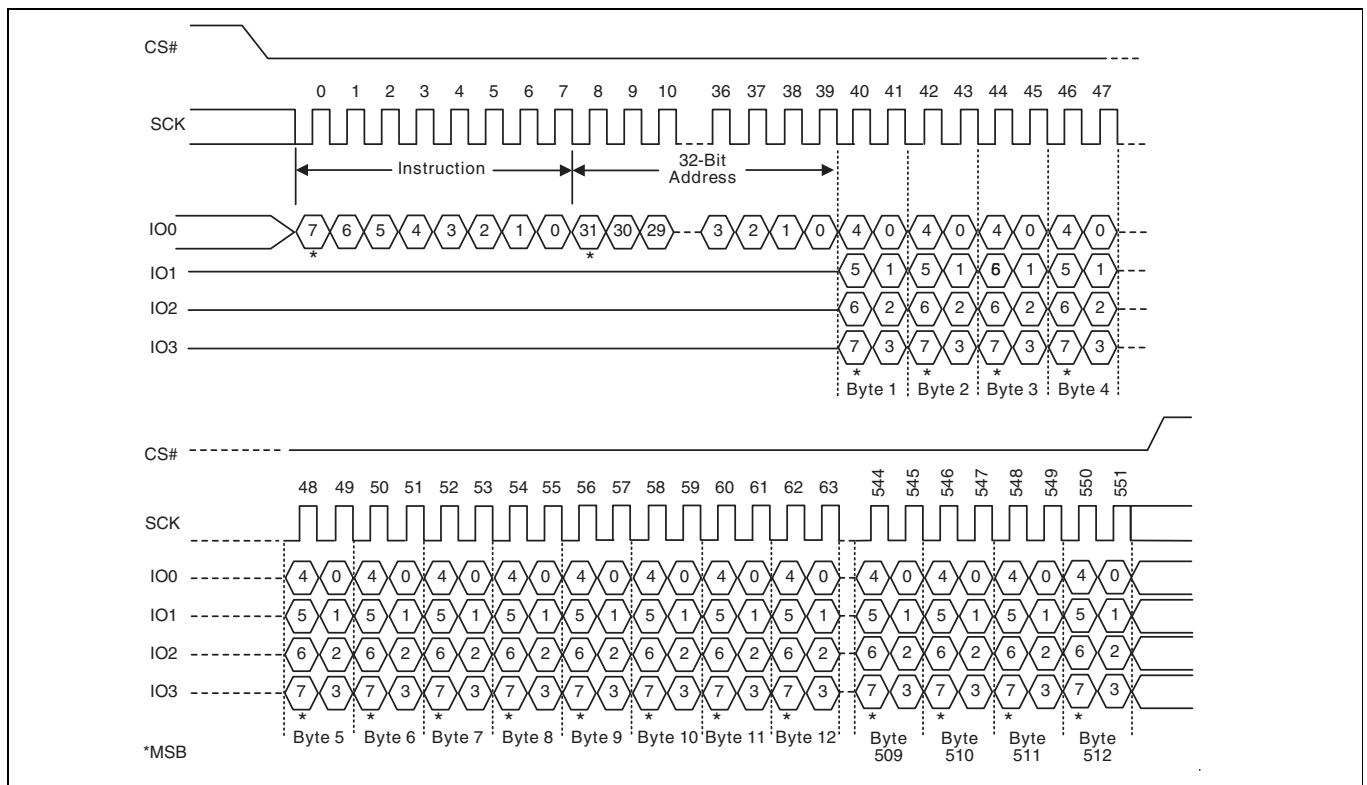 CS#
0 1 2 3 4 5 6 7 8 9 10 36 37 38 39 40 41 42 43 44 45 46 47
SCK
Instruction
32-Bit
Address
IO0 7 6 5 4 3 2 1 0 31 30 29 3 2 1 0 4 0 4 0 4 0 4 0
* *
IO1 5 1 5 1 6 1 5 1
IO2 6 2 6 2 6 2 6 2
IO3 7 3 7 3 7 3 7 3
* * * *
Byte 1 Byte 2 Byte 3 Byte 4
CS#
48 49 50 51 52 53 54 55 56 57 58 59 60 61 62 63 544 545 546 547 548 549 550 551
SCK
IO0 4 0 4 0 4 0 4 0 4 0 4 0 4 0 4 0 4 0 4 0 4 0 4 0
IO1 5 1 5 1 5 1 5 1 5 1 5 1 5 1 5 1 5 1 5 1 5 1 5 1
IO2 6 2 6 2 6 2 6 2 6 2 6 2 6 2 6 2 6 2 6 2 6 2 6 2
IO3 7 3 7 3 7 3 7 3 7 3 7 3 7 3 7 3 7 3 7 3 7 3 7 3
* * * * * * * * * * * *
Byte 5 Byte 6 Byte 7 Byte 8 Byte 9 Byte 10 Byte 11 Byte 12 Byte Byte Byte Byte
509 510 511 512
*MSB